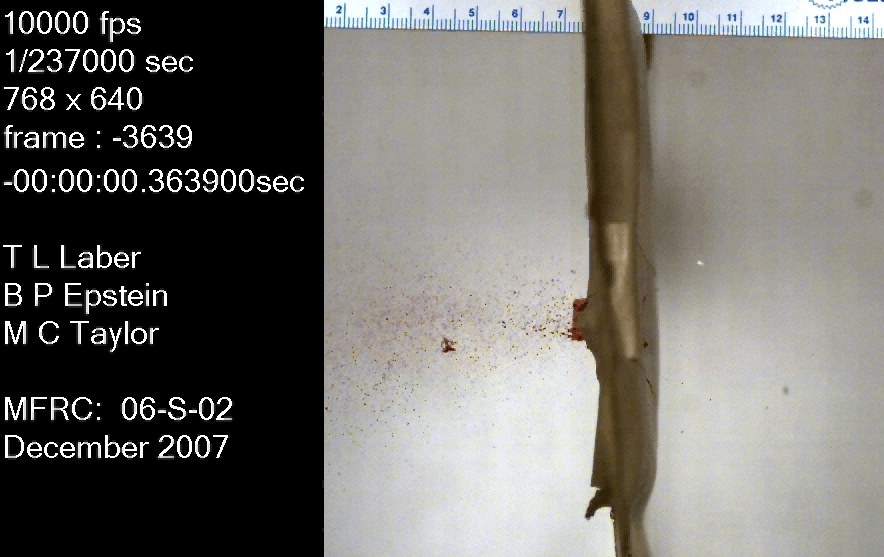 10000 fps
1/237000 sec
768 x 640
frame : -3639
-00:00:00.363900sec
T L Laber
B P Epstein
M C Taylor
MFRC: 06-S-02
December 2007
2 3 4 5 6 7 9 10 11 12 13 14